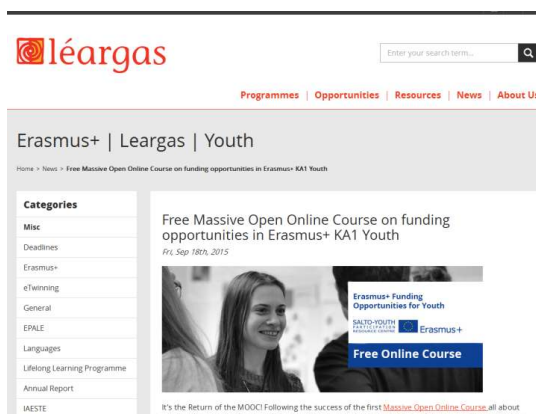 léargas
Enter your search term...
Programmes | Opportunities | Resources | News | About Us
Erasmus+ | Leargas | Youth
Home > News > Free Massive Open Online Course on funding opportunities in Erasmus+ KA1 Youth
Categories
Misc
Deadlines
Erasmus+
eTwinning
General
EPALE
Languages
Lifelong Learning Programme
Annual Report
IAESTE
Free Massive Open Online Course on funding
opportunities in Erasmus+ KA1 Youth
Fri, Sep 18th, 2015
Erasmus+ Funding
Opportunities for Youth
SALTO-YOUTH
PARTICIPATION
RESOURCE CENTRE
Erasmus+
Free Online Course
It's the Return of the MOOC! Following the success of the first Massive Open Online Course all about